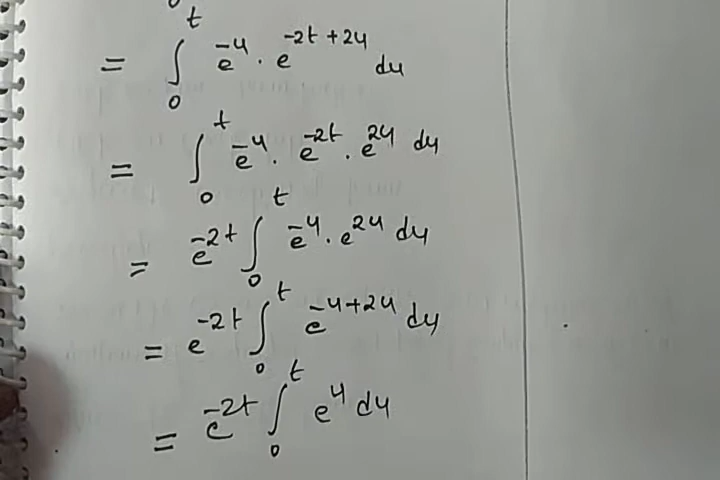 = ∫₀ᵗ e⁻ᵘ · e⁻²ᵗ⁺²ᵘ du
= ∫₀ᵗ e⁻ᵘ · e⁻²ᵗ · e²ᵘ du
= e⁻²ᵗ ∫₀ᵗ e⁻ᵘ · e²ᵘ du
= e⁻²ᵗ ∫₀ᵗ e⁻ᵘ⁺²ᵘ du
= e⁻²ᵗ ∫₀ᵗ eᵘ du